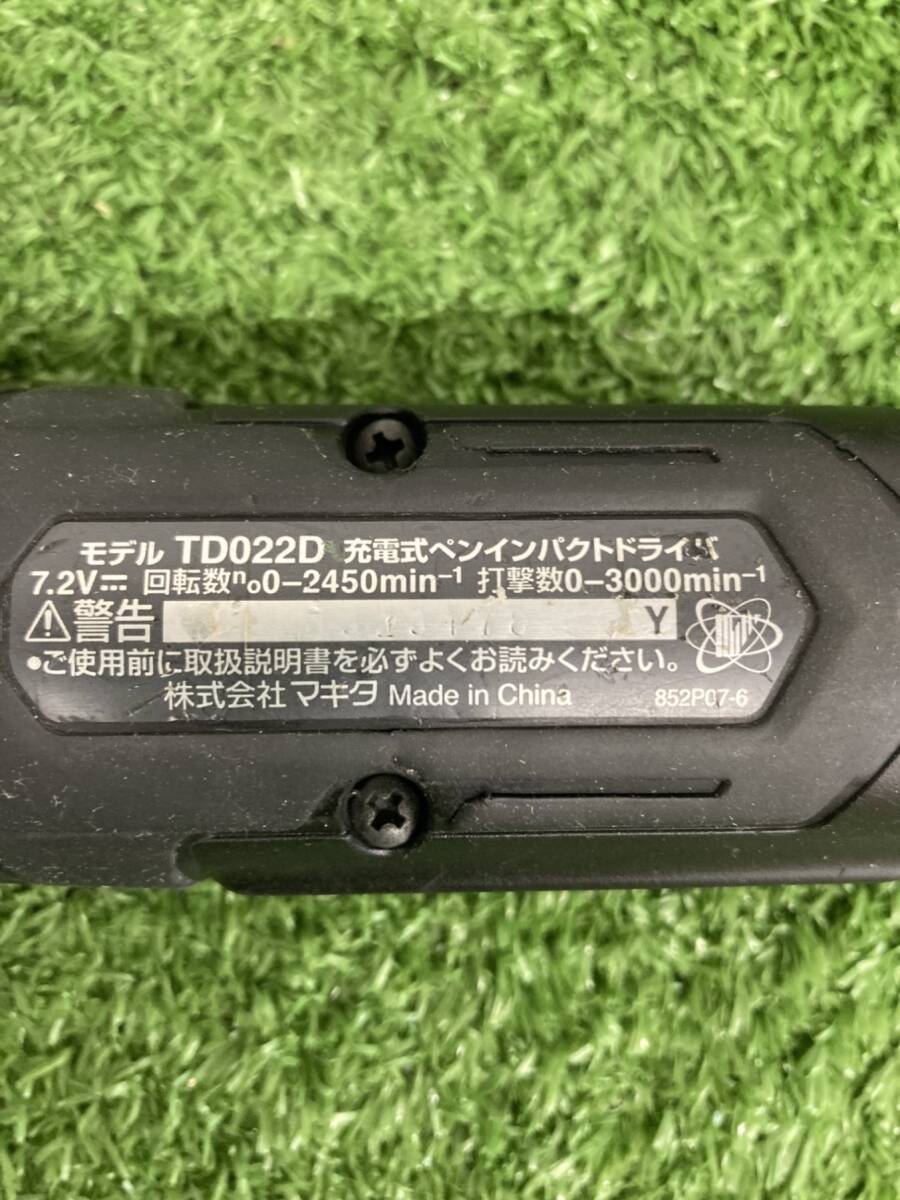 モデル TD022D 充電式ペンインパクトドライバ
7.2V⎓ 回転数n₀0–2450min⁻¹ 打撃数0–3000min⁻¹
⚠警告 Y
•ご使用前に取扱説明書を必ずよくお読みください。
株式会社 マキタ Made in China 852P07-6